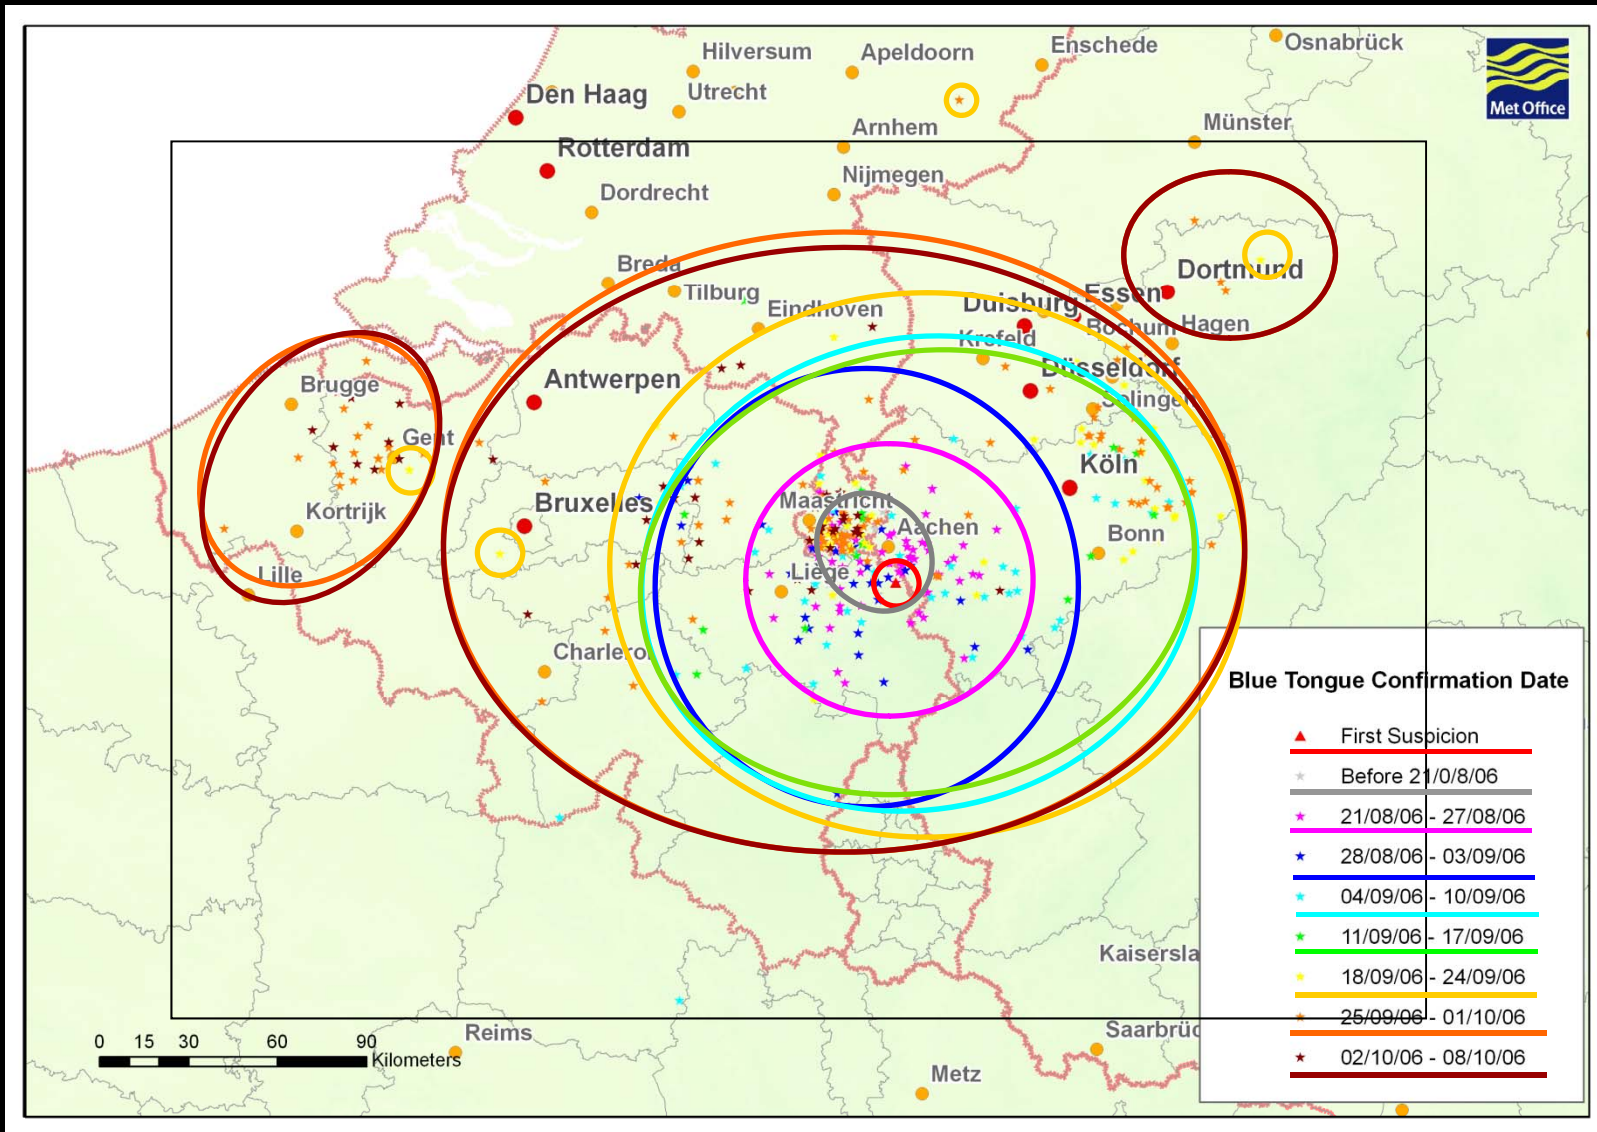 Hilversum
Apeldoorn
Enschede
Osnabrück
Den Haag
Utrecht
Met Office
Arnhem
Münster
Rotterdam
Nijmegen
Dordrecht
Breda
Dortmund
Tilburg
Eindhoven
Duisburg
Essen
Bochum
Hagen
Krefeld
Düsseldorf
Antwerpen
Brugge
Solingen
Gent
Köln
Maastricht
Bruxelles
Kortrijk
Aachen
Bonn
Liège
Lille
Charleroi
Blue Tongue Confirmation Date
First Suspicion
Before 21/0/8/06
21/08/06 - 27/08/06
28/08/06 - 03/09/06
04/09/06 - 10/09/06
11/09/06 - 17/09/06
18/09/06 - 24/09/06
25/09/06 - 01/10/06
02/10/06 - 08/10/06
Kaisersla
Saarbrüc
Reims
Metz
0 15 30 60 90
Kilometers